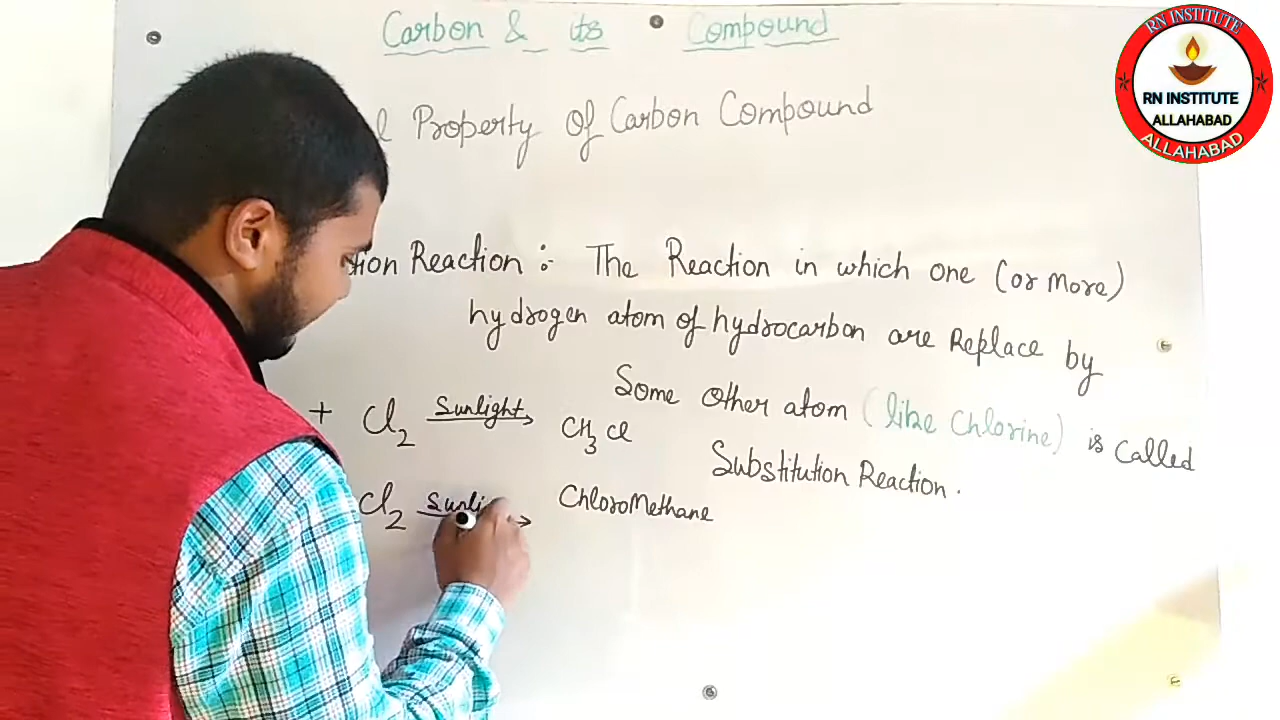 Carbon & its Compound
l Property Of Carbon Compound
tion Reaction :- The Reaction in which one (or More)
hydrogen atom of hydrocarbon are Replace by
Some Other atom (like Chlorine) is Called
Substitution Reaction.
+ Cl2 Sunlight CH3Cl
Cl2 Sunli
ChloroMethane
RN INSTITUTE
RN INSTITUTE
ALLAHABAD
ALLAHABAD